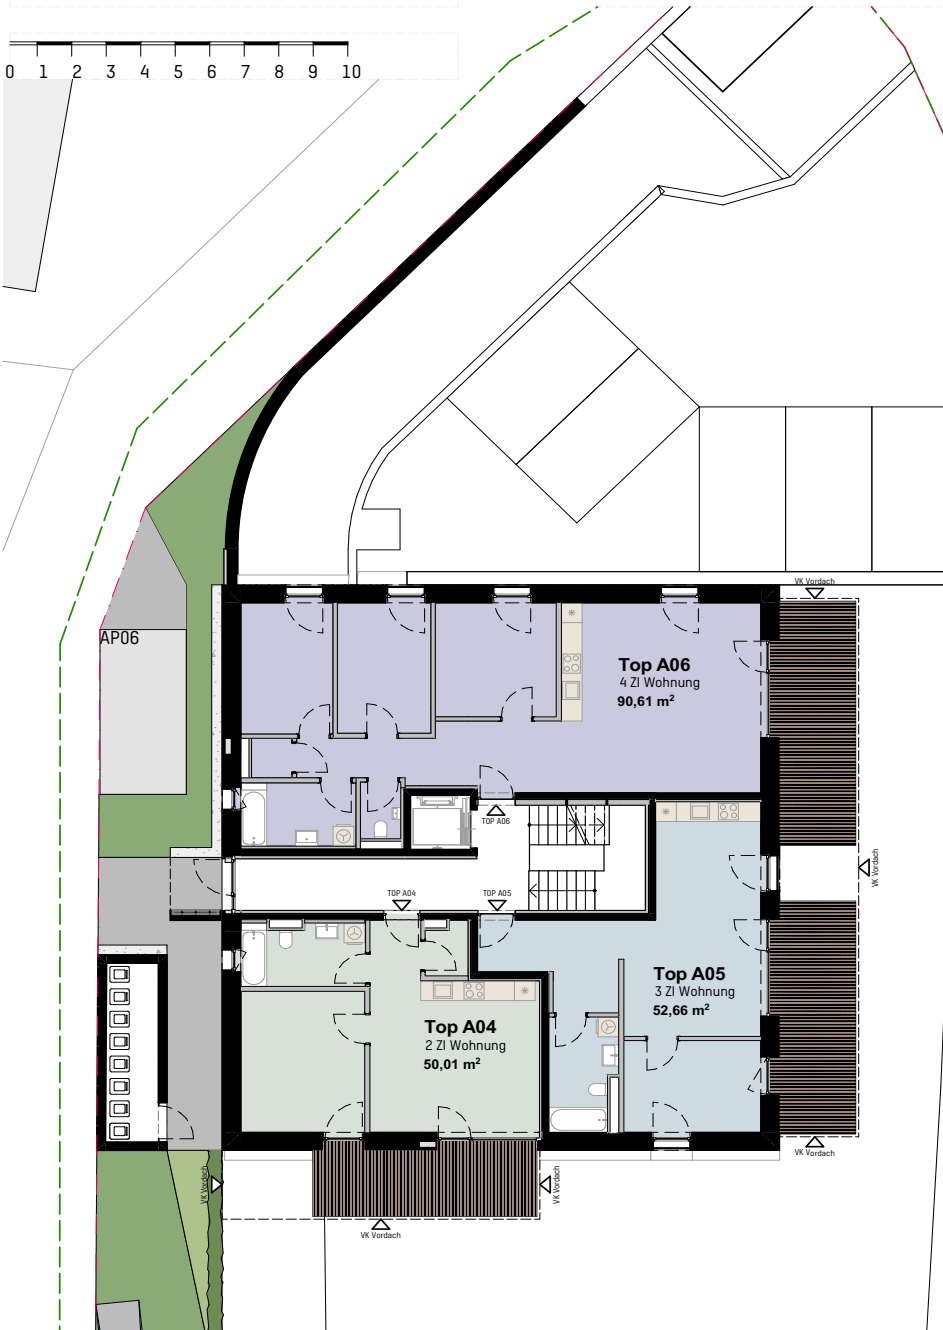 0 1 2 3 4 5 6 7 8 9 10
VK Vordach
AP06
Top A06
4 ZI Wohnung
90,61 m²
TOP A06
VK Vordach
TOP A04
TOP A05
Top A05
3 ZI Wohnung
52,66 m²
Top A04
2 ZI Wohnung
50,01 m²
VK Vordach
VK Vordach
VK Vordach
VK Vordach